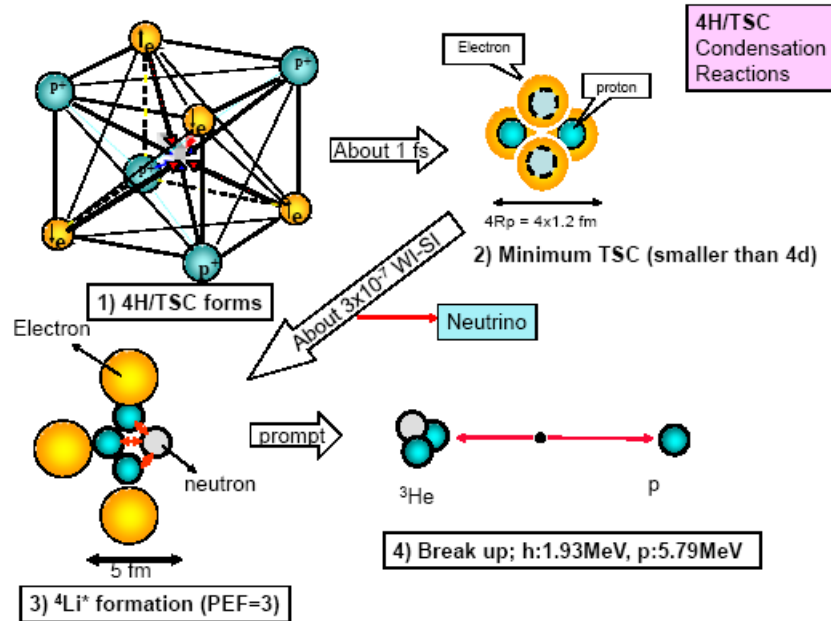 4H/TSC
Condensation
Reactions
e
p+
p+
e
p+
e
e
p+
1) 4H/TSC forms
About 1 fs
Electron
proton
4Rp = 4x1.2 fm
2) Minimum TSC (smaller than 4d)
About 3x10⁻⁷ WI-SI
Neutrino
Electron
neutron
5 fm
3) ⁴Li* formation (PEF=3)
prompt
³He
p
4) Break up; h:1.93MeV, p:5.79MeV